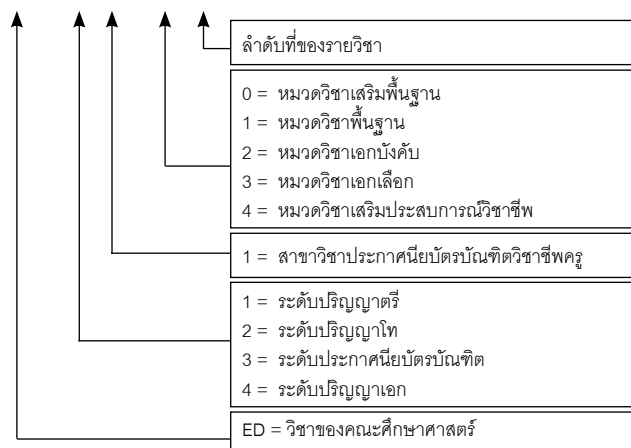 ลำดับที่ของรายวิชา
0 = หมวดวิชาเสริมพื้นฐาน
1 = หมวดวิชาพื้นฐาน
2 = หมวดวิชาเอกบังคับ
3 = หมวดวิชาเอกเลือก
4 = หมวดวิชาเสริมประสบการณ์วิชาชีพ
1 = สาขาวิชาประกาศนียบัตรบัณฑิตวิชาชีพครู
1 = ระดับปริญญาตรี
2 = ระดับปริญญาโท
3 = ระดับประกาศนียบัตรบัณฑิต
4 = ระดับปริญญาเอก
ED = วิชาของคณะศึกษาศาสตร์